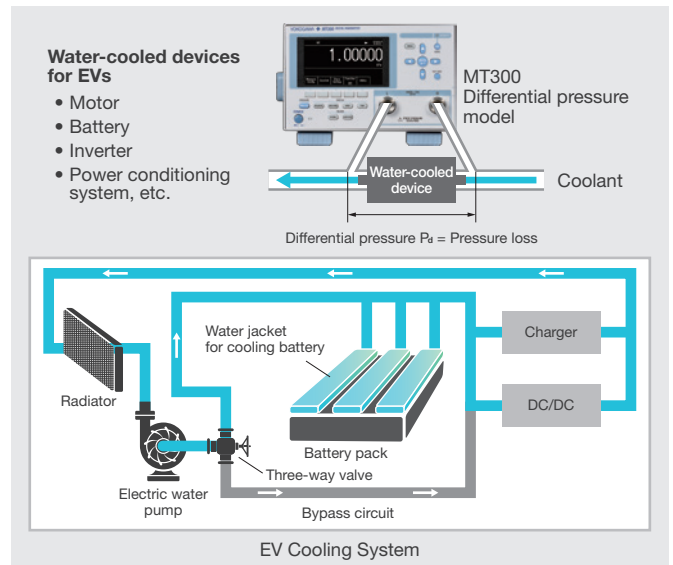 Water-cooled devices
for EVs
• Motor
• Battery
• Inverter
• Power conditioning
system, etc.
YOKOGAWA
1.00000
MT300
Differential pressure
model
Water-cooled
device
Coolant
Differential pressure Pd = Pressure loss
Water jacket
for cooling battery
Charger
DC/DC
Radiator
Battery pack
Three-way valve
Electric water
pump
Bypass circuit
EV Cooling System